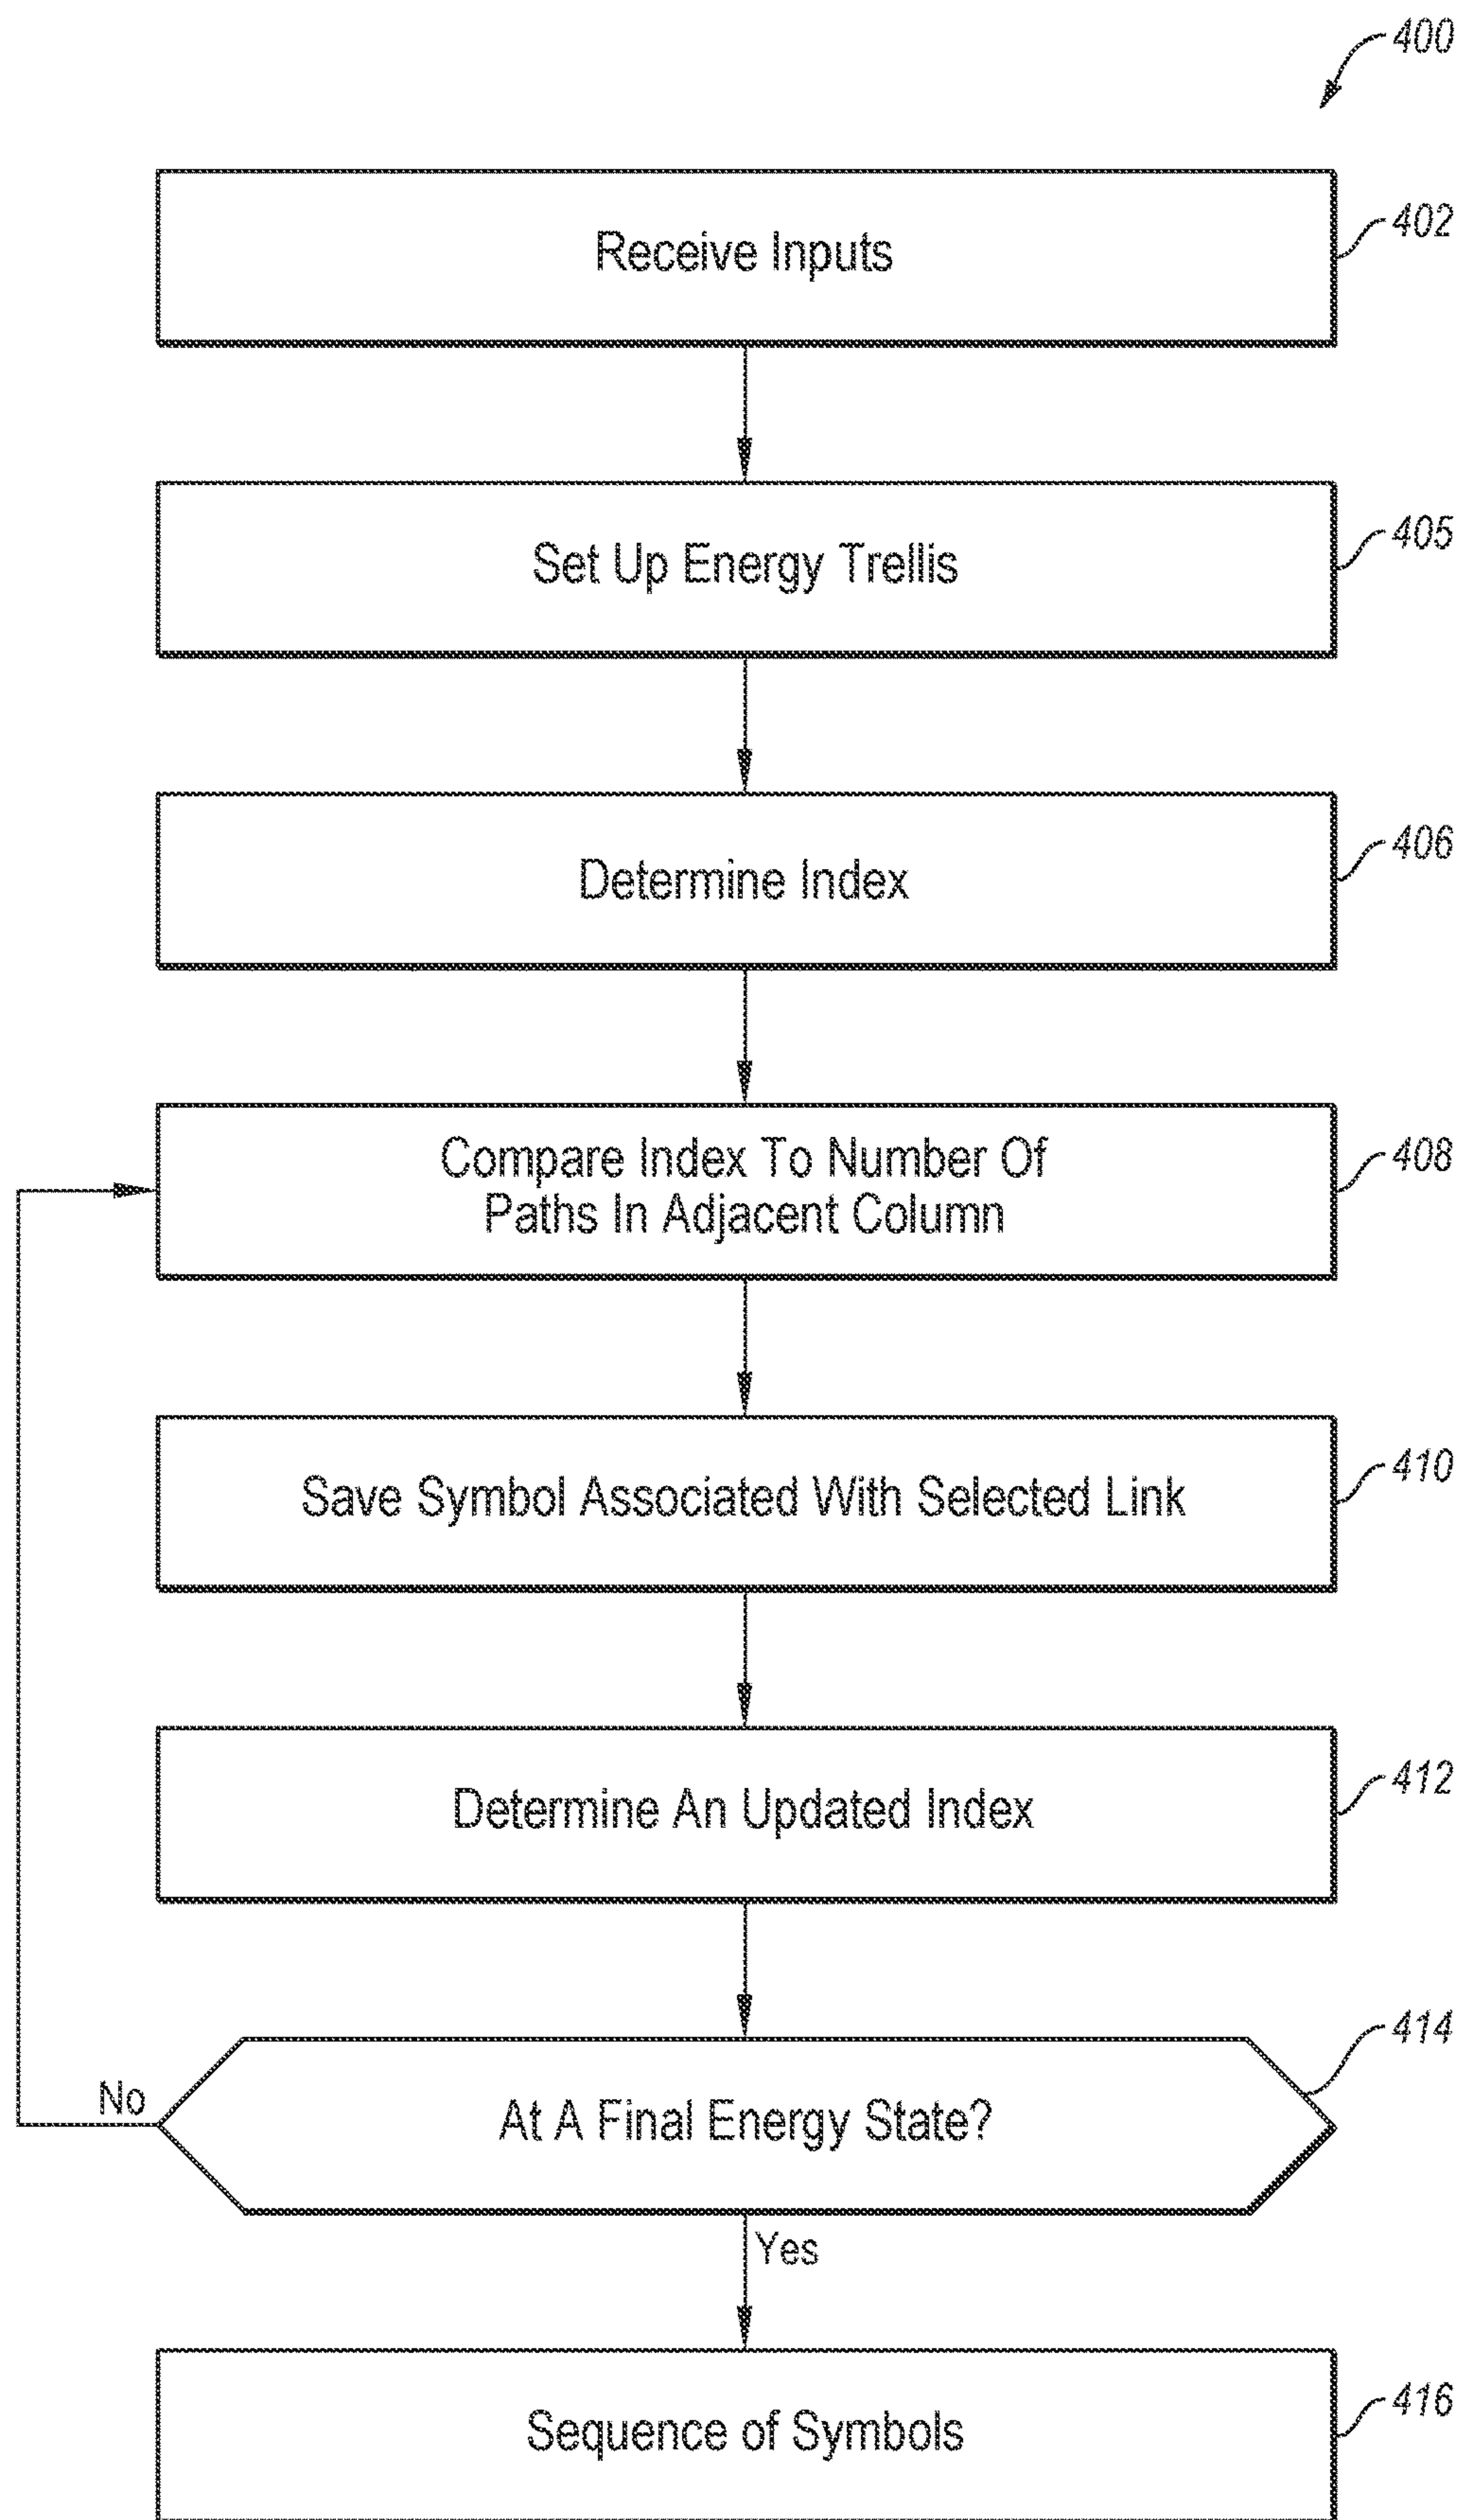 400
Receive Inputs
402
Set Up Energy Trellis
405
Determine Index
406
Compare Index To Number Of
Paths In Adjacent Column
408
Save Symbol Associated With Selected Link
410
Determine An Updated Index
412
At A Final Energy State?
414
No
Yes
Sequence of Symbols
416